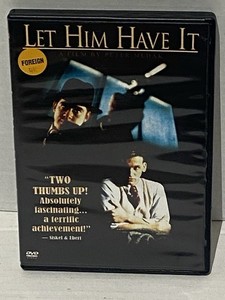 LET HIM HAVE IT
FOREIGN
"TWO
THUMBS UP!
Absolutely
fascinating...
a terrific
achievement!"
— Siskel & Ebert
DVD